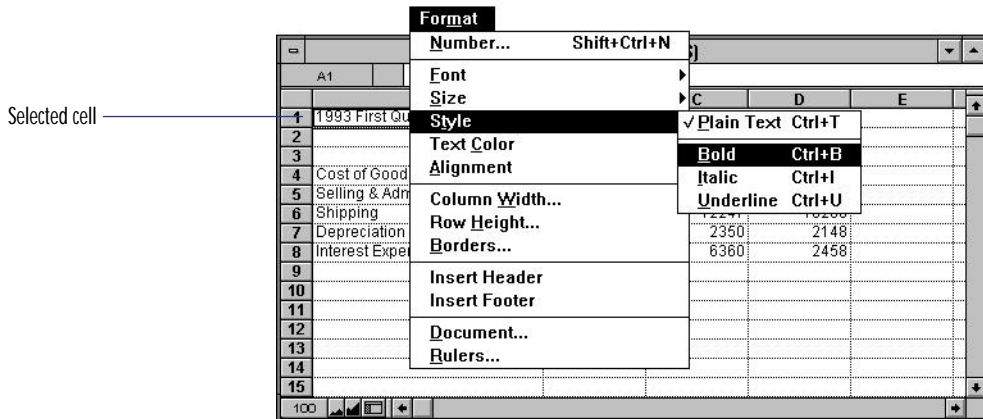 Format
Number... Shift+Ctrl+N
A1
Font
Size
C D E
Selected cell
1 1993 First Qu
Style
Plain Text Ctrl+T
2
Text Color
3
Bold Ctrl+B
Alignment
4 Cost of Good
Italic Ctrl+I
5 Selling & Adm
Column Width...
Underline Ctrl+U
6 Shipping
Row Height...
7 Depreciation 2350 2148
Borders...
8 Interest Exper 6360 2458
9
Insert Header
10
Insert Footer
11
12
Document...
13
Rulers...
14
15
100